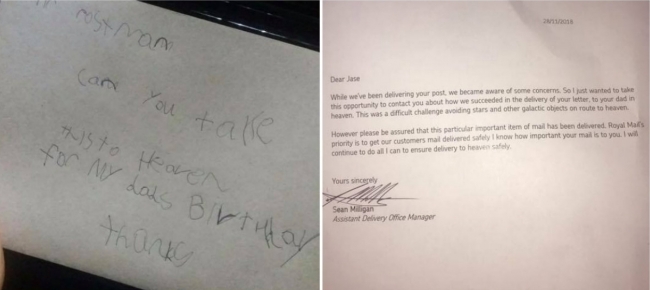 Mr postman
can you take
this to Heaven
for My dads Birthday
thanks
28/11/2018
Dear Jase
While we've been delivering your post, we became aware of some concerns. So I just wanted to take
this opportunity to contact you about how we succeeded in the delivery of your letter, to your dad in
heaven. This was a difficult challenge avoiding stars and other galactic objects on route to heaven.
However please be assured that this particular important item of mail has been delivered. Royal Mail's
priority is to get our customers mail delivered safely I know how important your mail is to you. I will
continue to do all I can to ensure delivery to heaven safely.
Yours sincerely
Sean Milligan
Assistant Delivery Office Manager